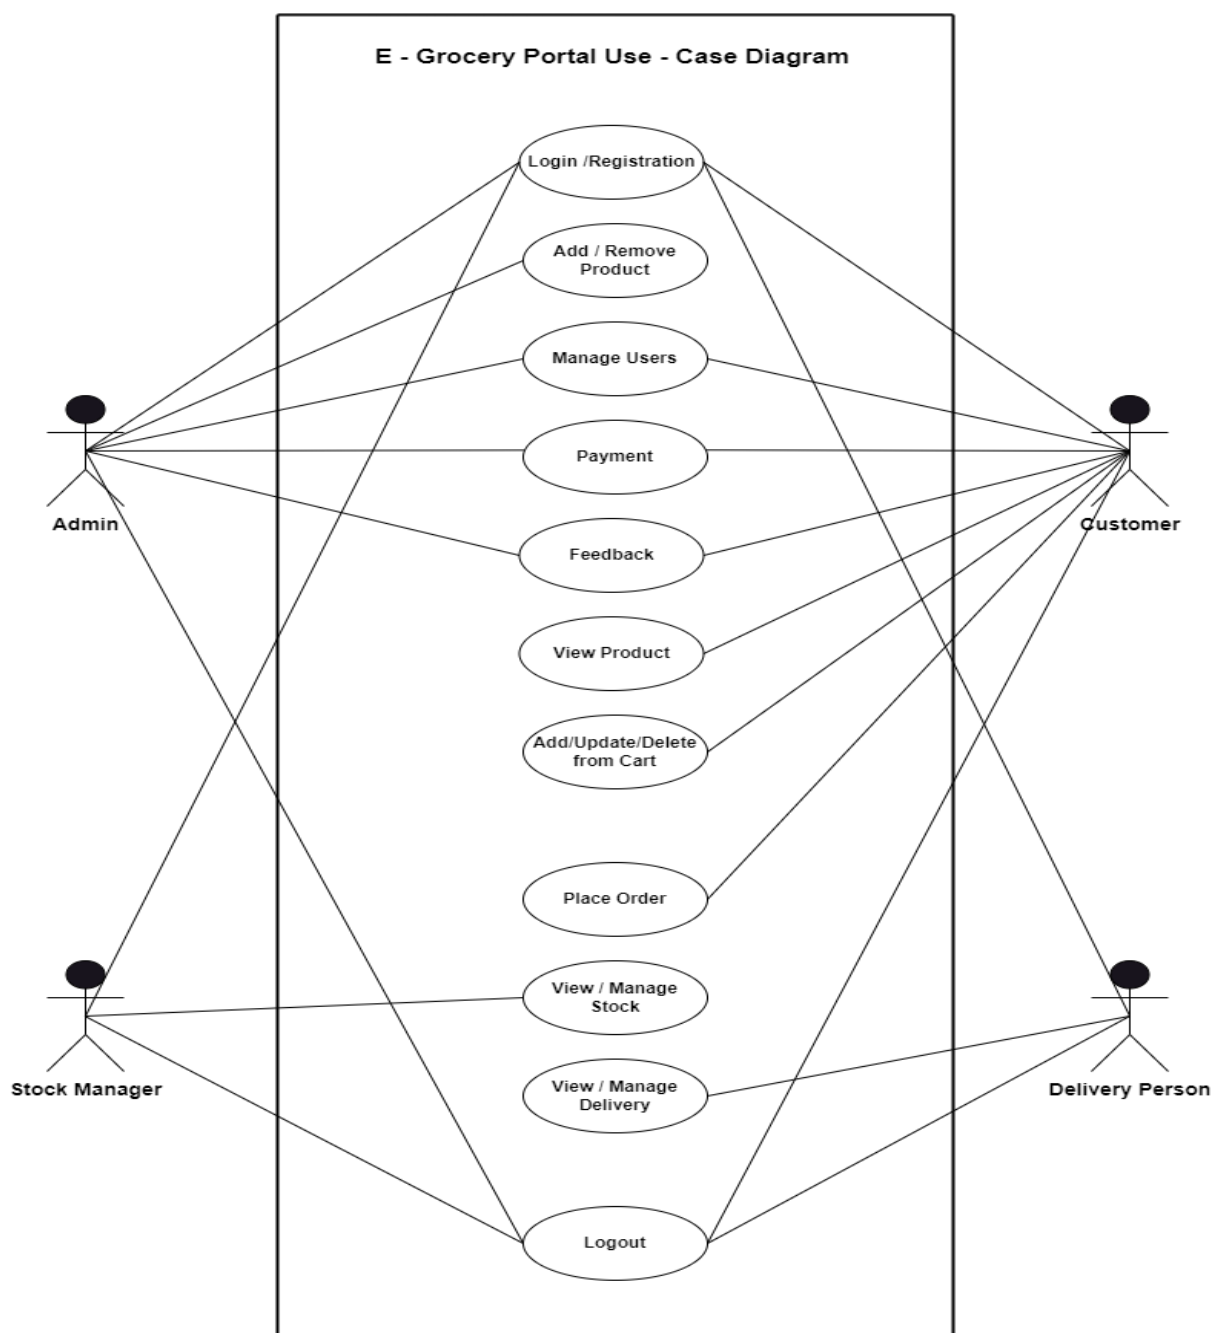 E - Grocery Portal Use - Case Diagram
Login /Registration
Add / Remove
Product
Manage Users
Payment
Admin
Customer
Feedback
View Product
Add/Update/Delete
from Cart
Place Order
View / Manage
Stock
Stock Manager
Delivery Person
View / Manage
Delivery
Logout